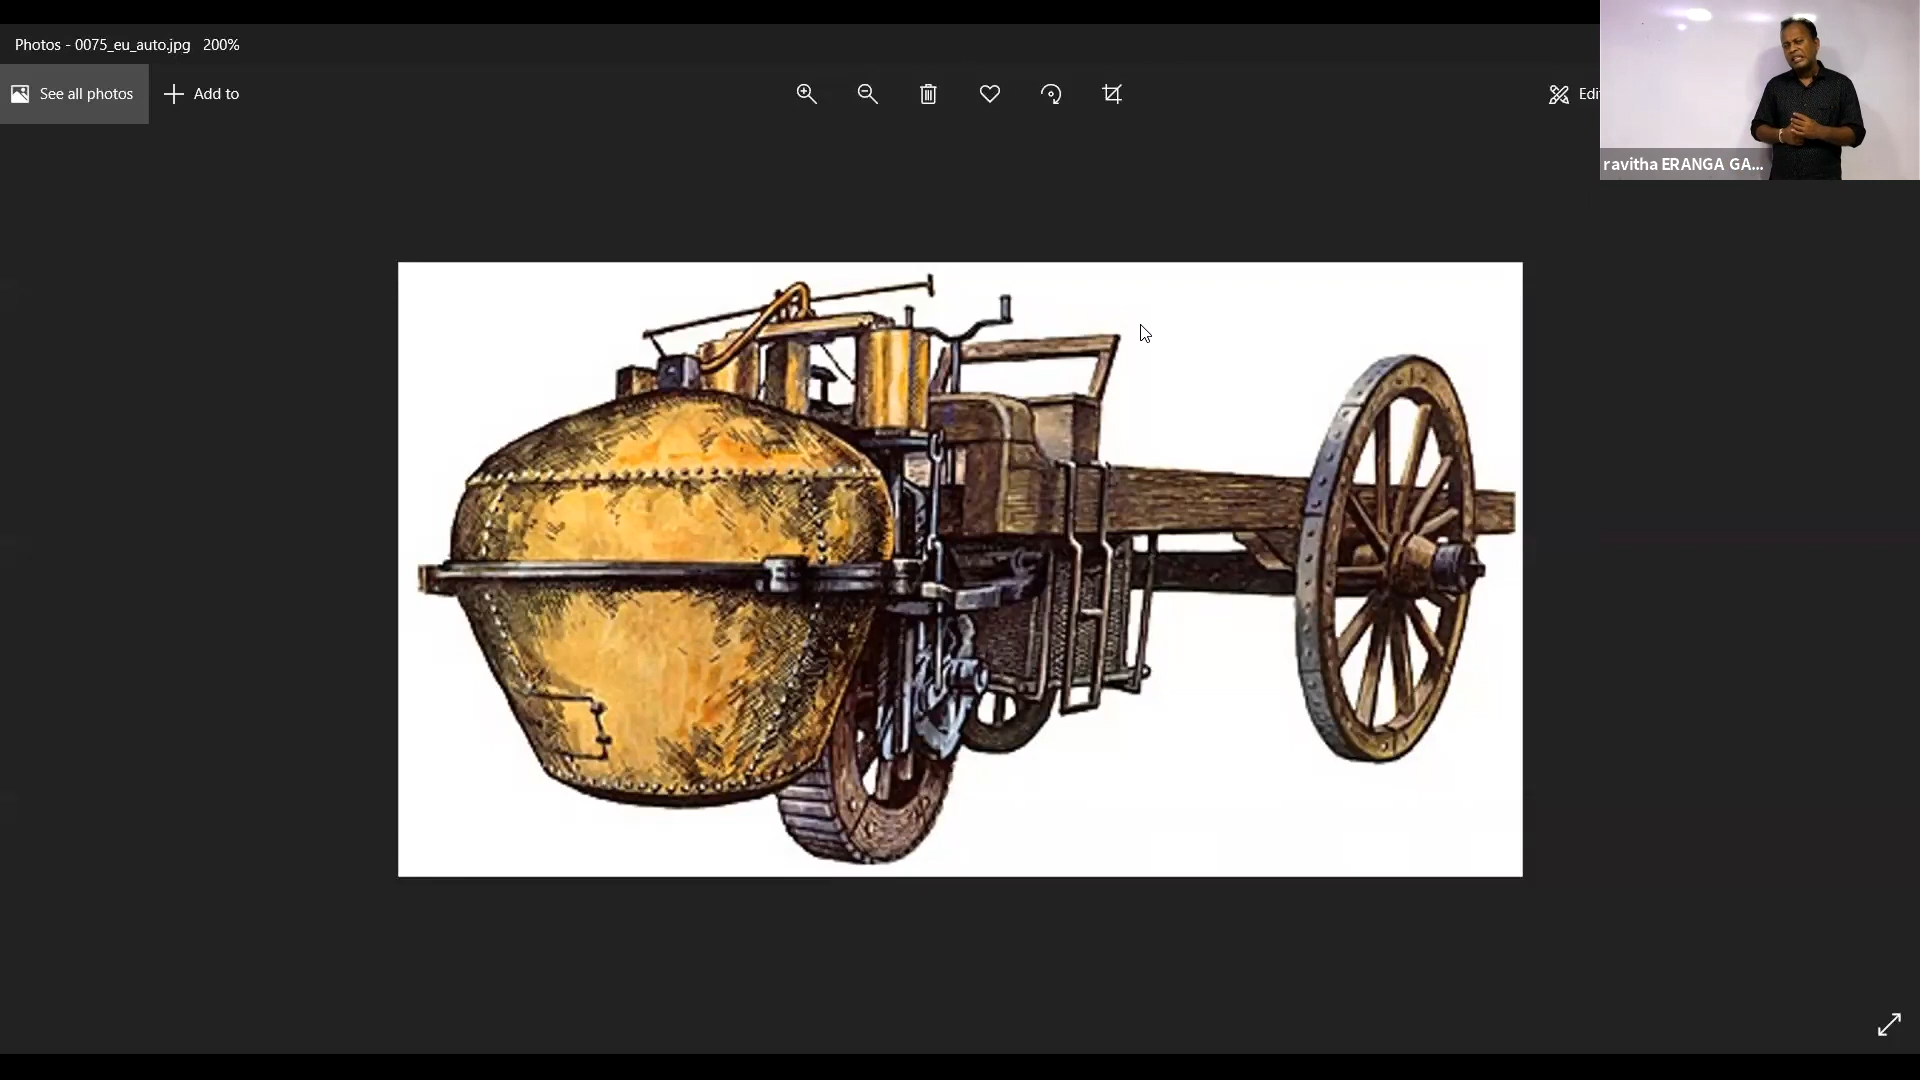 Photos - 0075_eu_auto.jpg 200%
See all photos
Add to
Edi
ravitha ERANGA GA...